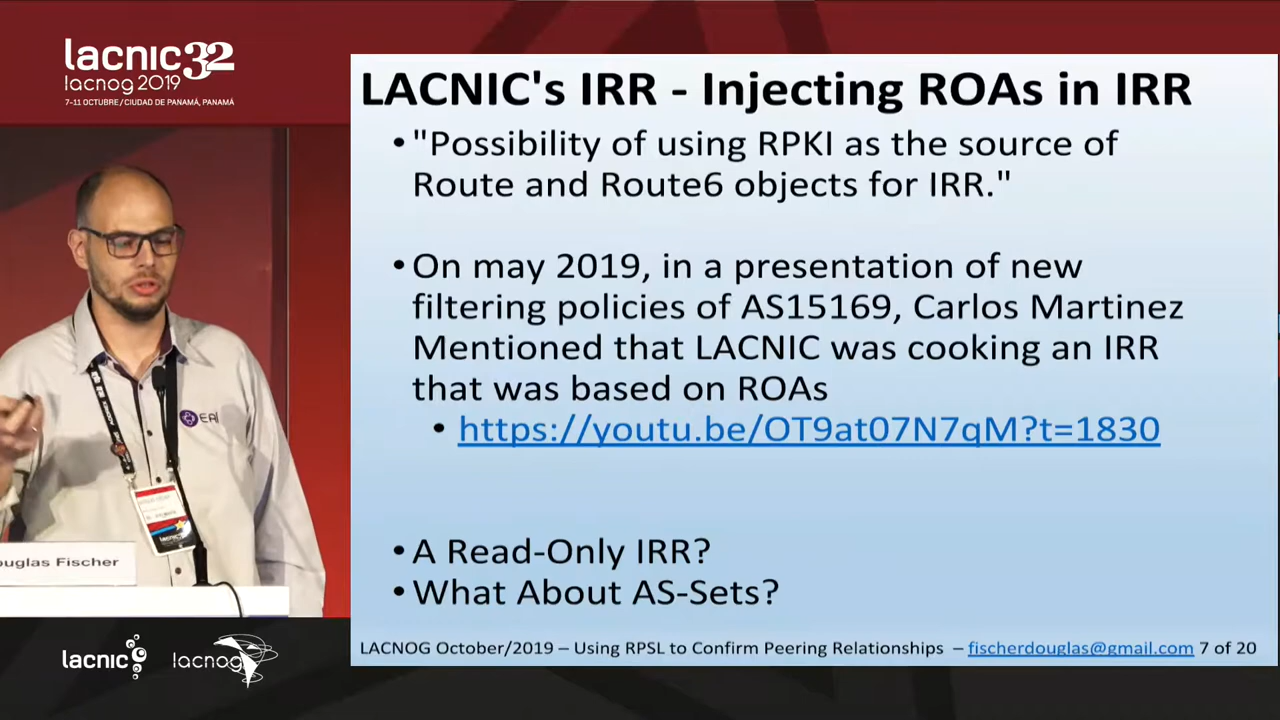 lacnic32
lacnog 2019
7-11 OCTUBRE / CIUDAD DE PANAMÁ, PANAMÁ
LACNIC's IRR - Injecting ROAs in IRR
• "Possibility of using RPKI as the source of
Route and Route6 objects for IRR."
• On may 2019, in a presentation of new
filtering policies of AS15169, Carlos Martinez
Mentioned that LACNIC was cooking an IRR
that was based on ROAs
• https://youtu.be/OT9at07N7qM?t=1830
• A Read-Only IRR?
• What About AS-Sets?
LACNOG October/2019 – Using RPSL to Confirm Peering Relationships – fischerdouglas@gmail.com 7 of 20
ouglas Fischer
lacnic
lacnog